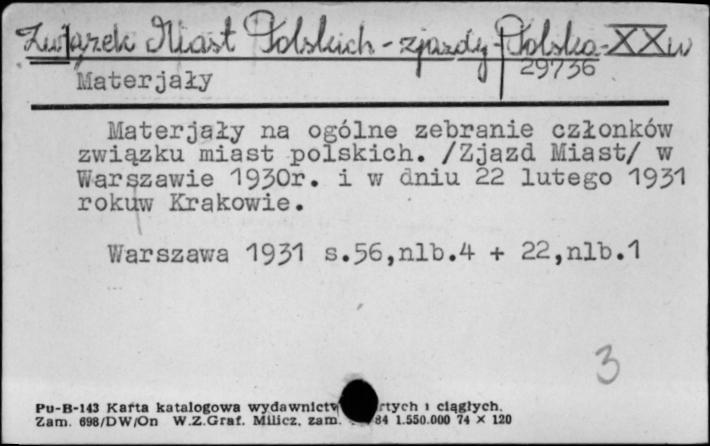 Związek Miast Polskich - zjazdy - Polska - XX w
29736
Materjały
Materjały na ogólne zebranie członków
związku miast polskich. /Zjazd Miast/ w
Warszawie 1930r. i w dniu 22 lutego 1931
rokuw Krakowie.
Warszawa 1931 s.56,nlb.4 + 22,nlb.1
3
Pu-B-143 Karta katalogowa wydawnictw rtych i ciągłych.
Zam. 698/DW/On W.Z.Graf. Milicz, zam. 84 1.550.000 74 × 120